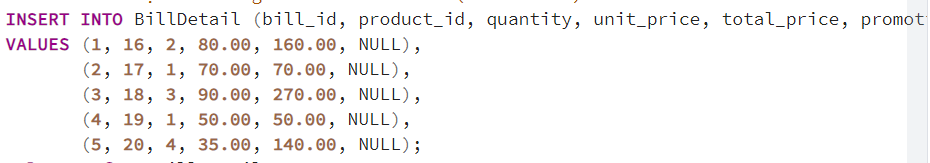 INSERT INTO BillDetail (bill_id, product_id, quantity, unit_price, total_price,
VALUES (1, 16, 2, 80.00, 160.00, NULL),
(2, 17, 1, 70.00, 70.00, NULL),
(3, 18, 3, 90.00, 270.00, NULL),
(4, 19, 1, 50.00, 50.00, NULL),
(5, 20, 4, 35.00, 140.00, NULL);